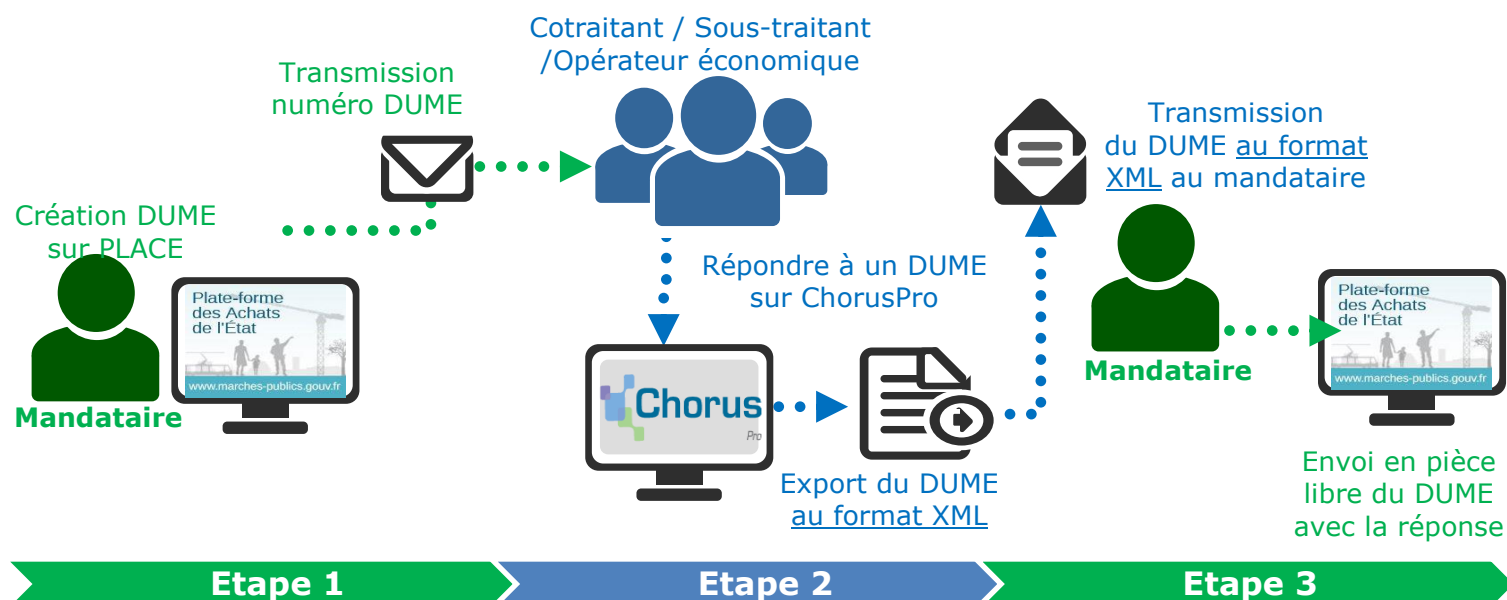 Cotraitant / Sous-traitant
/Opérateur économique
Transmission
numéro DUME
Transmission
du DUME au format
XML au mandataire
Création DUME
sur PLACE
Plate-forme
des Achats
de l'État
www.marches-publics.gouv.fr
Mandataire
Répondre à un DUME
sur ChorusPro
Chorus
Pro
Export du DUME
au format XML
Mandataire
Plate-forme
des Achats
de l'État
www.marches-publics.gouv.fr
Envoi en pièce
libre du DUME
avec la réponse
Etape 1
Etape 2
Etape 3